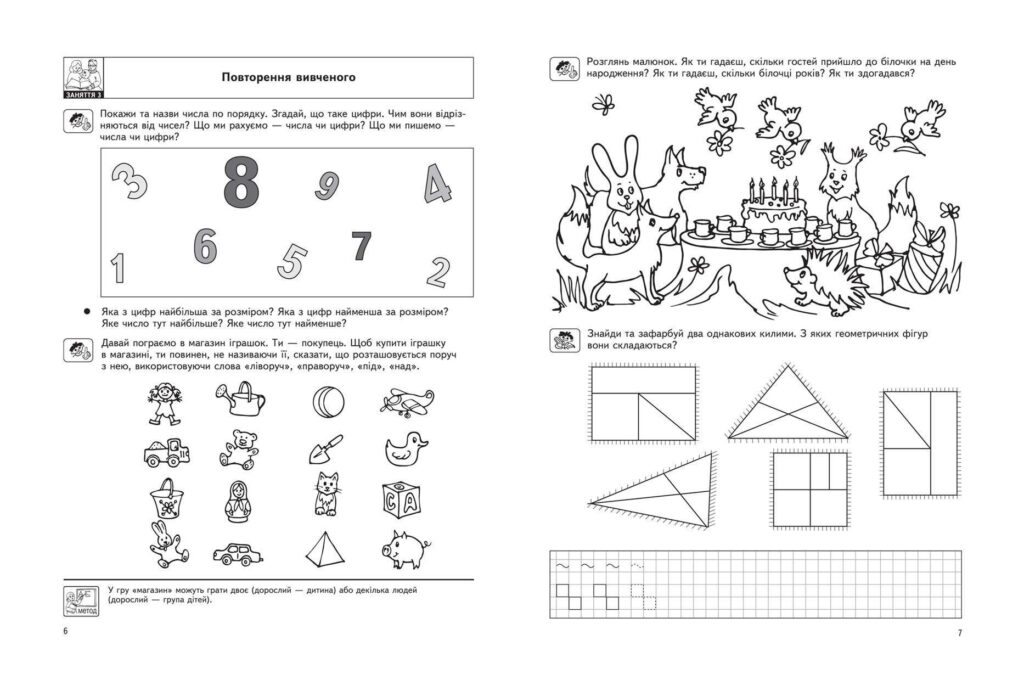 Повторення вивченого
ЗАНЯТТЯ 3
Покажи та назви числа по порядку. Згадай, що таке цифри. Чим вони відріз-
няються від чисел? Що ми рахуємо — числа чи цифри? Що ми пишемо —
числа чи цифри?
3 8 9 4
1 6 5 7 2
● Яка з цифр найбільша за розміром? Яка з цифр найменша за розміром?
Яке число тут найбільше? Яке число тут найменше?
Давай пограємо в магазин іграшок. Ти — покупець. Щоб купити іграшку
в магазині, ти повинен, не називаючи її, сказати, що розташовується поруч
з нею, використовуючи слова «ліворуч», «праворуч», «під», «над».
С А
У гру «магазин» можуть грати двоє (дорослий — дитина) або декілька людей
(дорослий — група дітей).
МЕТОД
6
Розглянь малюнок. Як ти гадаєш, скільки гостей прийшло до білочки на день
народження? Як ти гадаєш, скільки білочці років? Як ти здогадався?
Знайди та зафарбуй два однакових килими. З яких геометричних фігур
вони складаються?
7